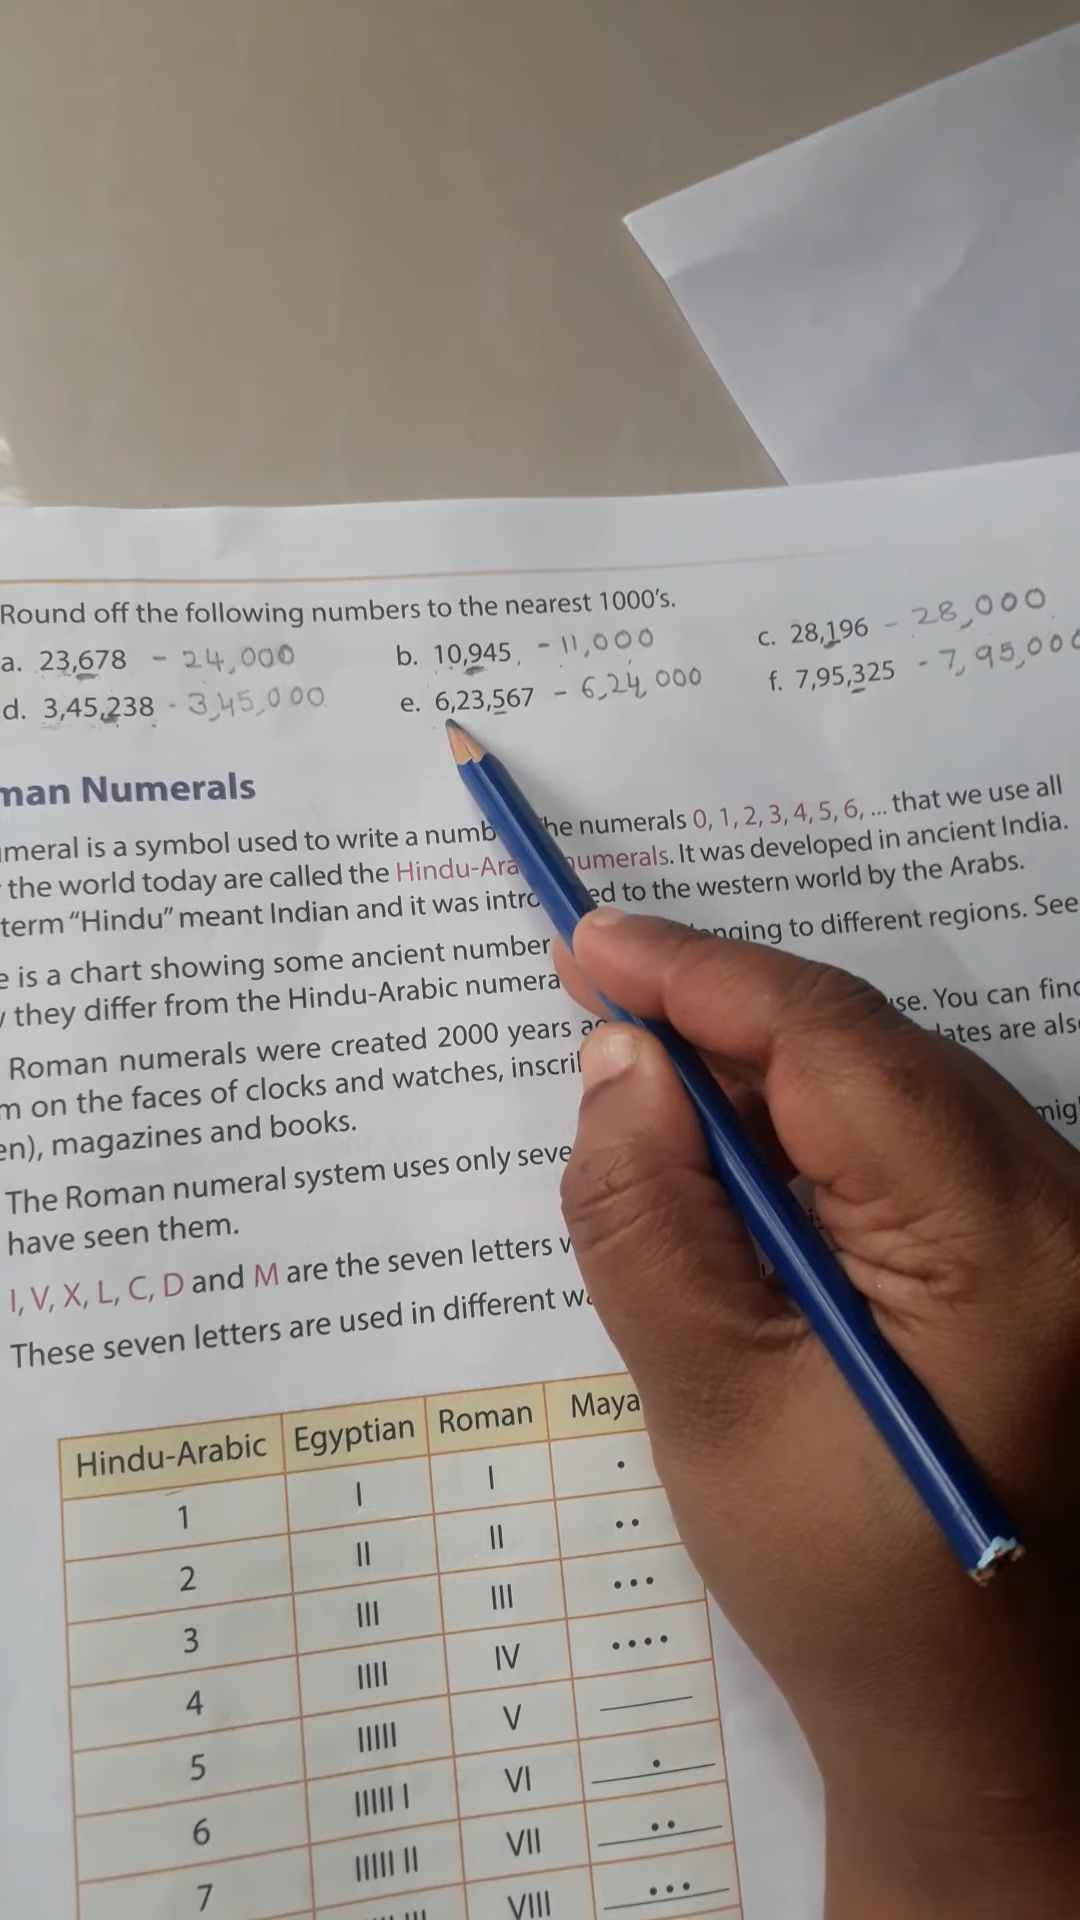 Round off the following numbers to the nearest 1000's.
a. 23,678 - 24,000 b. 10,945 - 11,000 c. 28,196 - 28,000
d. 3,45,238 - 3,45,000 e. 6,23,567 - 6,24,000 f. 7,95,325 - 7,95,000
man Numerals
meral is a symbol used to write a numb he numerals 0, 1, 2, 3, 4, 5, 6, ... that we use all
the world today are called the Hindu-Ara numerals. It was developed in ancient India.
term "Hindu" meant Indian and it was intro ed to the western world by the Arabs.
e is a chart showing some ancient number nging to different regions. See
they differ from the Hindu-Arabic numera
Roman numerals were created 2000 years a use. You can find
m on the faces of clocks and watches, inscri ates are also
en), magazines and books.
The Roman numeral system uses only seve migh
have seen them.
I, V, X, L, C, D and M are the seven letters
These seven letters are used in different wa
Hindu-Arabic Egyptian Roman Maya
1 I I •
2 II II ••
3 III III •••
4 IIII IV ••••
5 IIIII V
6 IIIII I VI •
7 IIIII II VII ••
VIII •••